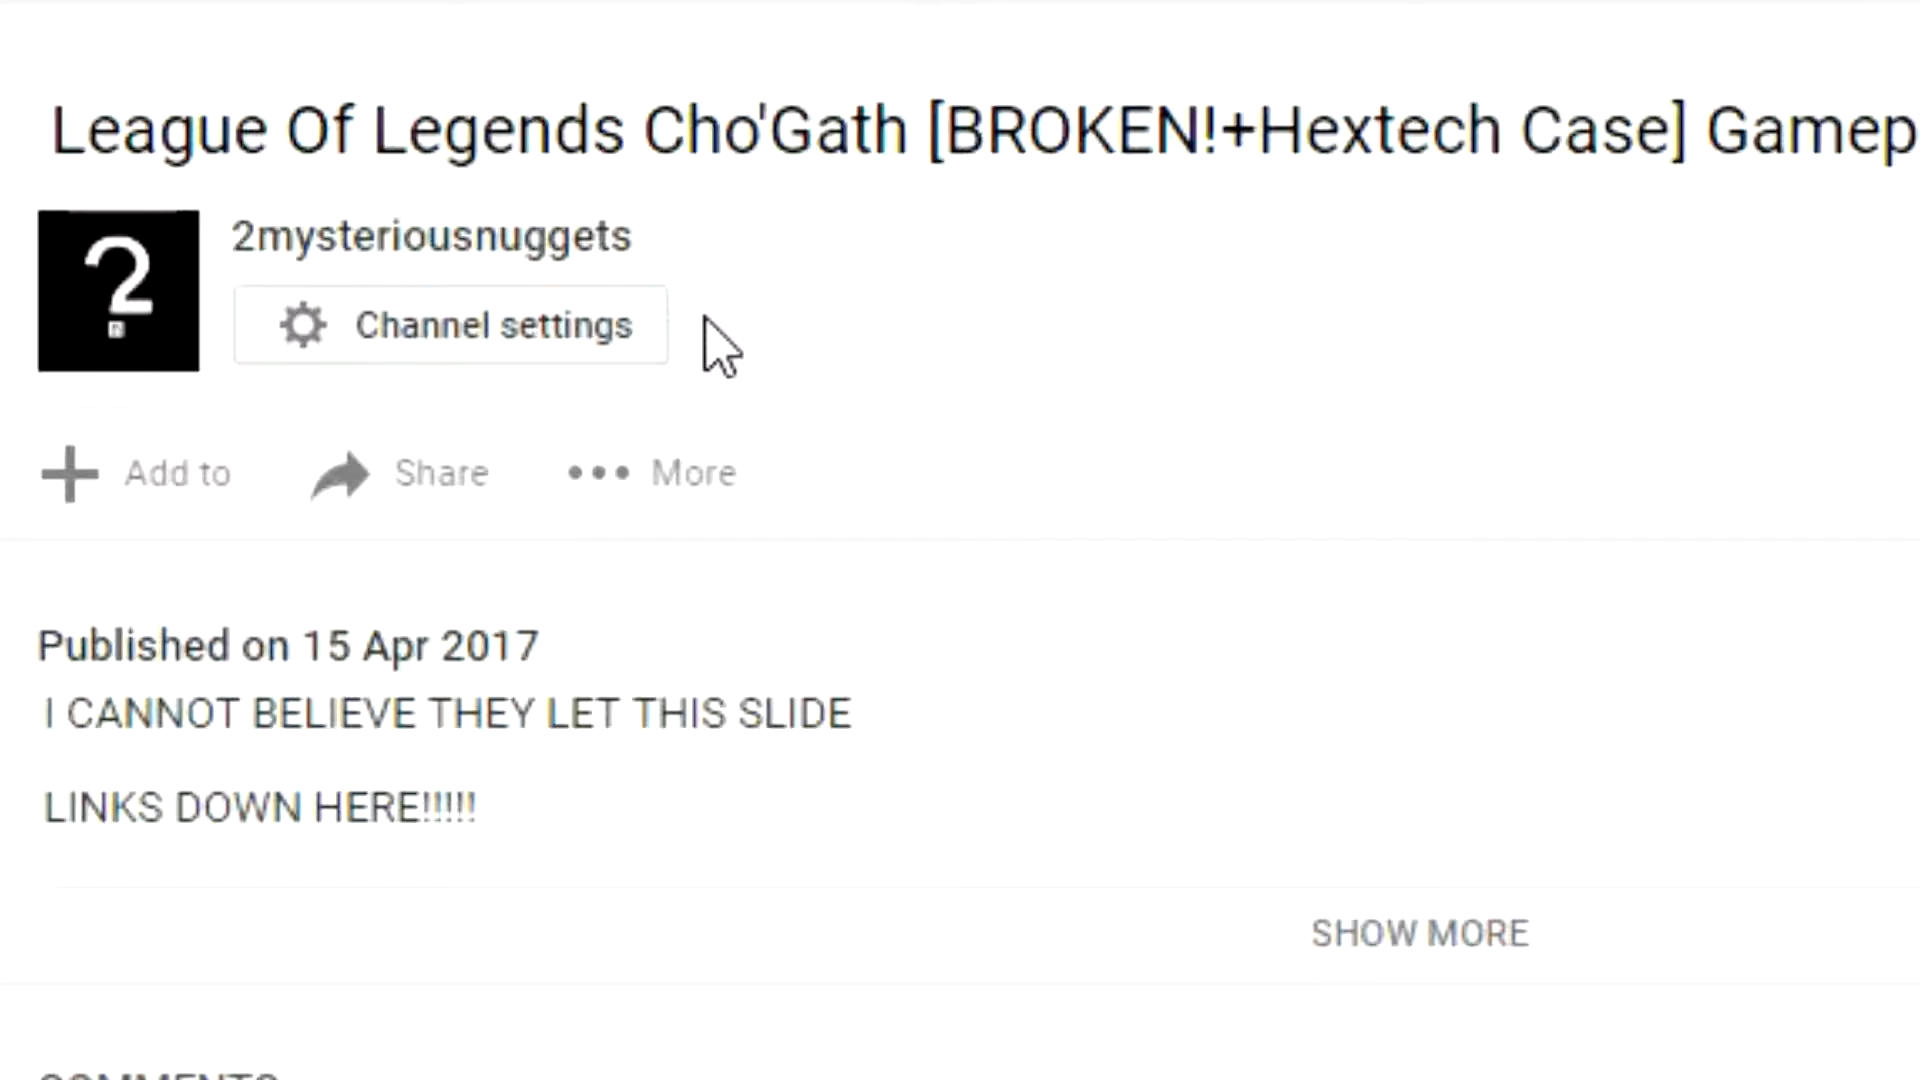 League Of Legends Cho'Gath [BROKEN!+Hextech Case] Gamep
2mysteriousnuggets
Channel settings
Add to
Share
More
Published on 15 Apr 2017
I CANNOT BELIEVE THEY LET THIS SLIDE
LINKS DOWN HERE!!!!!
SHOW MORE
COMMENTS